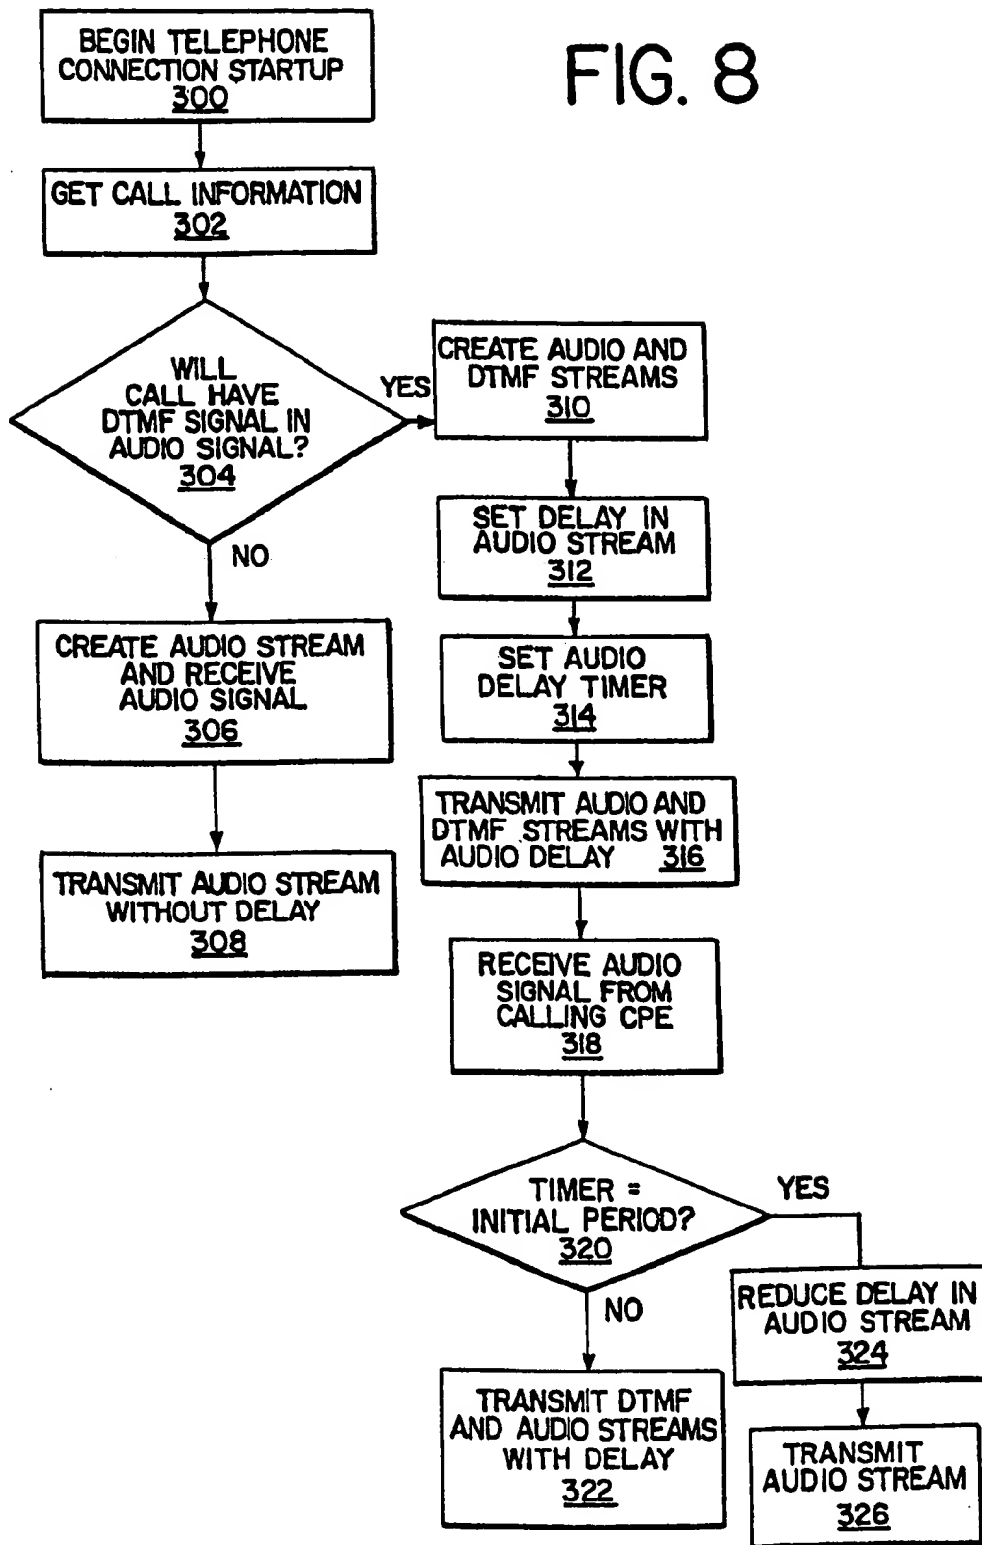 FIG. 8
BEGIN TELEPHONE
CONNECTION STARTUP
300
GET CALL INFORMATION
302
WILL
CALL HAVE
DTMF SIGNAL IN
AUDIO SIGNAL?
304
YES
NO
CREATE AUDIO STREAM
AND RECEIVE
AUDIO SIGNAL
306
TRANSMIT AUDIO STREAM
WITHOUT DELAY
308
CREATE AUDIO AND
DTMF STREAMS
310
SET DELAY IN
AUDIO STREAM
312
SET AUDIO
DELAY TIMER
314
TRANSMIT AUDIO AND
DTMF STREAMS WITH
AUDIO DELAY 316
RECEIVE AUDIO
SIGNAL FROM
CALLING CPE
318
TIMER =
INITIAL PERIOD?
320
YES
NO
TRANSMIT DTMF
AND AUDIO STREAMS
WITH DELAY
322
REDUCE DELAY IN
AUDIO STREAM
324
TRANSMIT
AUDIO STREAM
326